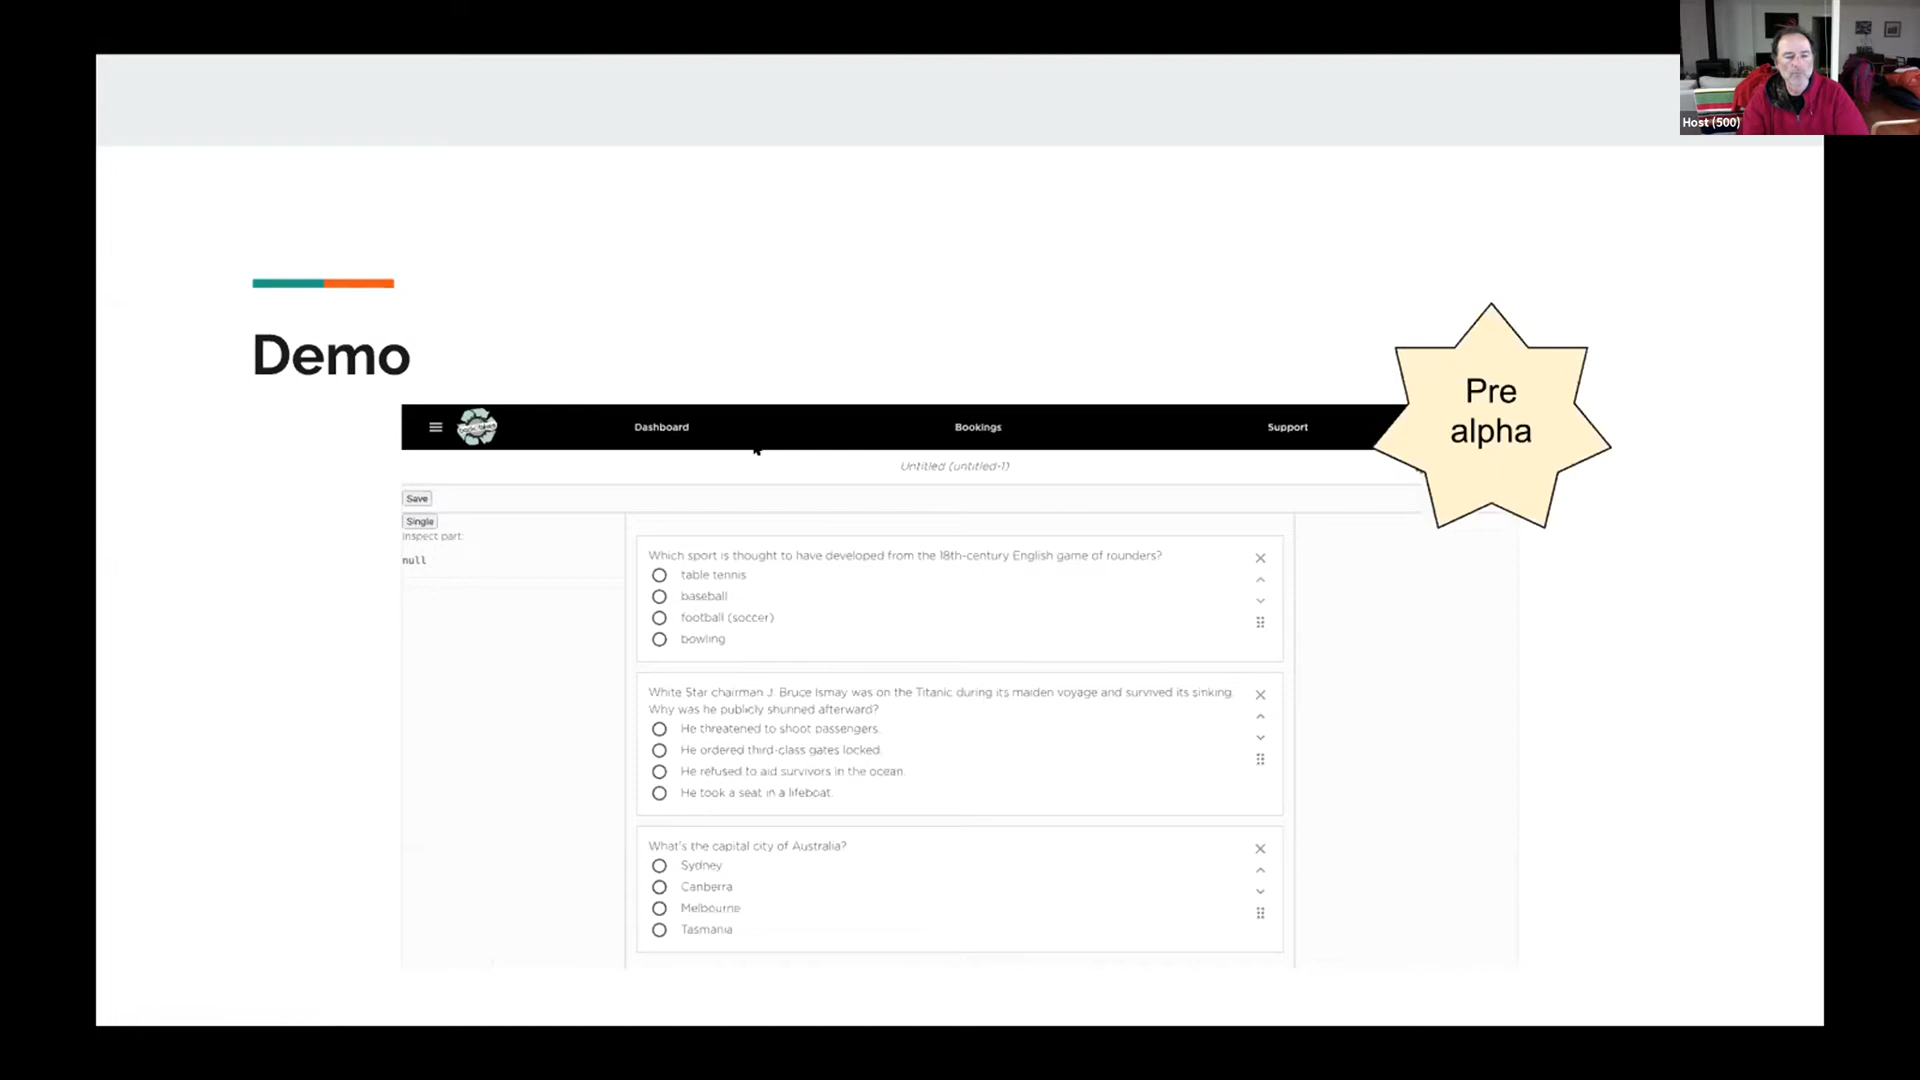 Host (500)
Demo
Pre
alpha
Dashboard
Bookings
Support
Untitled (untitled-1)
Save
Single
Inspect part:
null
Which sport is thought to have developed from the 18th-century English game of rounders?
table tennis
baseball
football (soccer)
bowling
White Star chairman J. Bruce Ismay was on the Titanic during its maiden voyage and survived its sinking.
Why was he publicly shunned afterward?
He threatened to shoot passengers.
He ordered third-class gates locked.
He refused to aid survivors in the ocean.
He took a seat in a lifeboat.
What's the capital city of Australia?
Sydney
Canberra
Melbourne
Tasmania